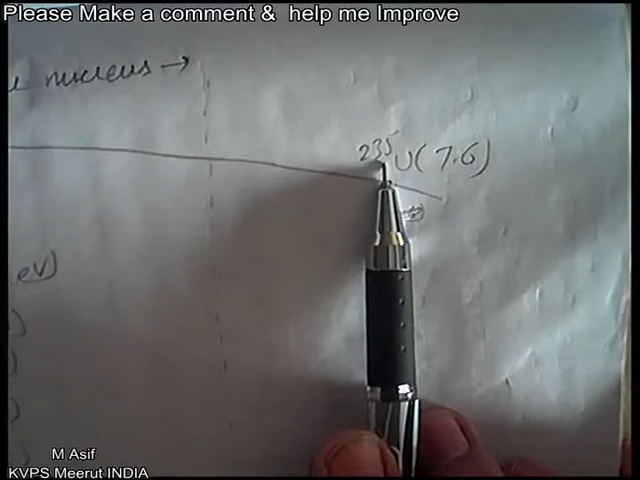 Please Make a comment & help me Improve
nucleus →
235U(7.6)
eV)
)
)
)
)
M Asif
KVPS Meerut INDIA